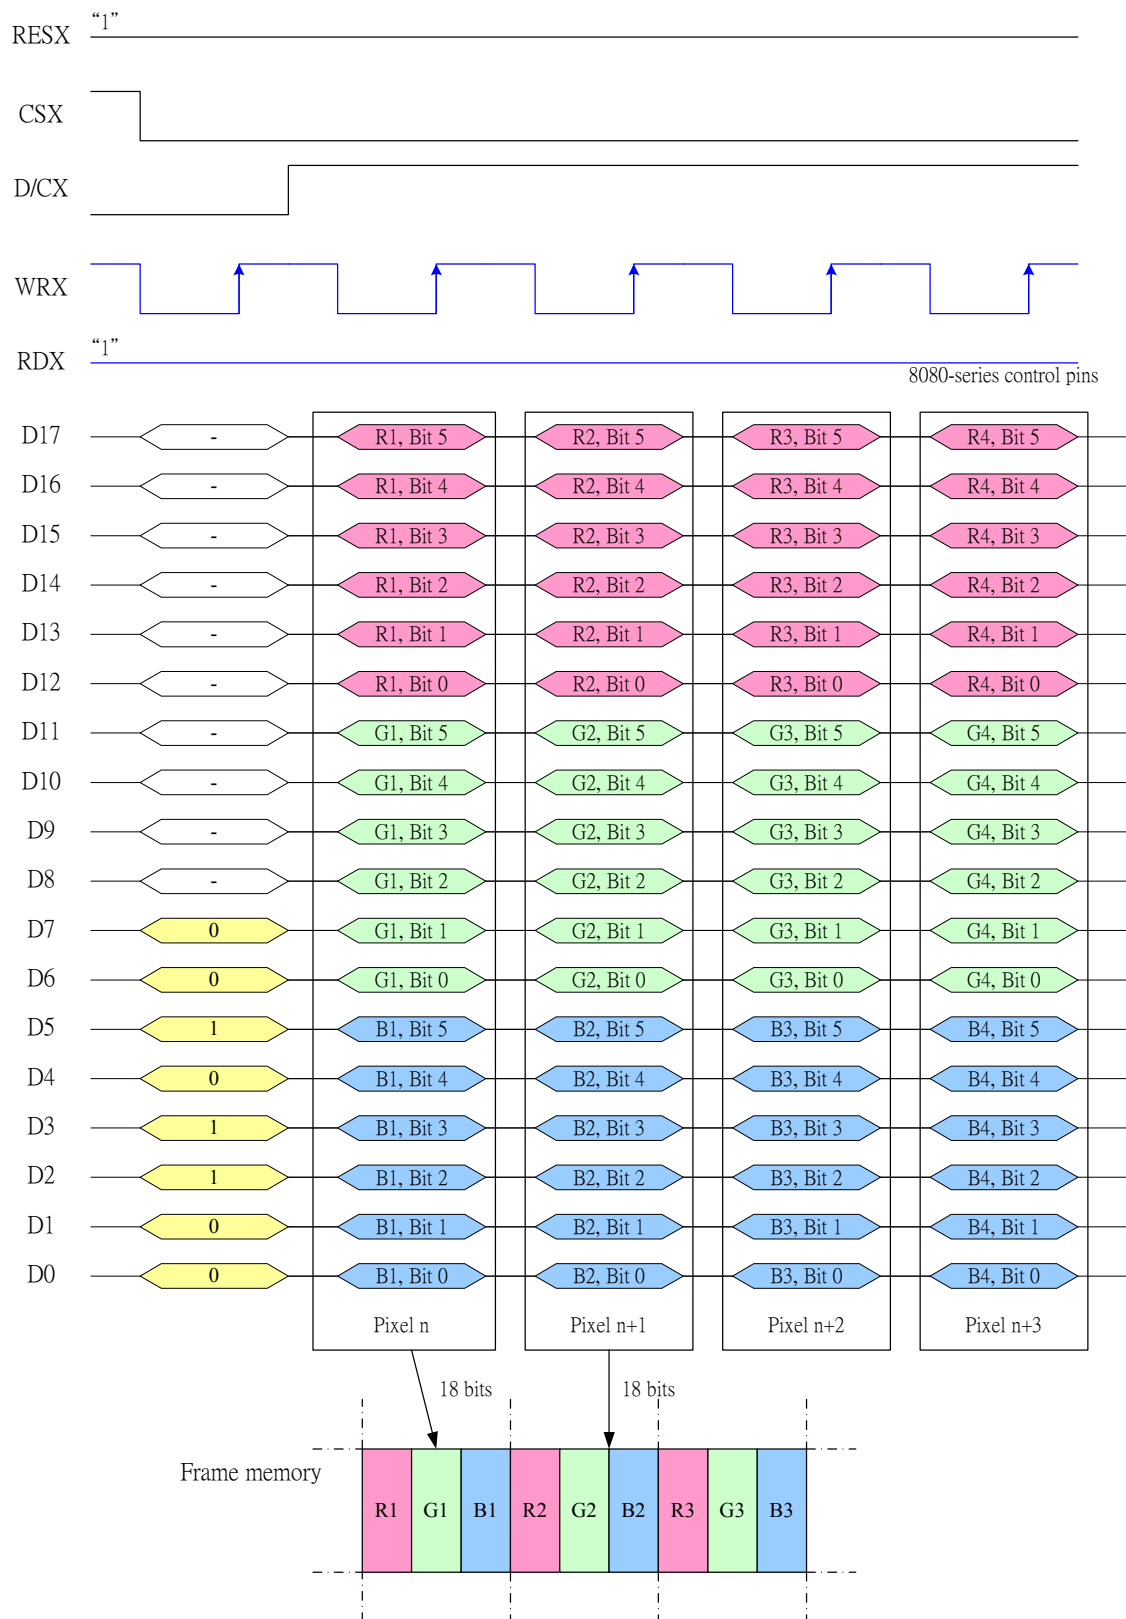 RESX “1”
CSX
D/CX
WRX
RDX “1”
8080-series control pins
D17 - R1, Bit 5 R2, Bit 5 R3, Bit 5 R4, Bit 5
D16 - R1, Bit 4 R2, Bit 4 R3, Bit 4 R4, Bit 4
D15 - R1, Bit 3 R2, Bit 3 R3, Bit 3 R4, Bit 3
D14 - R1, Bit 2 R2, Bit 2 R3, Bit 2 R4, Bit 2
D13 - R1, Bit 1 R2, Bit 1 R3, Bit 1 R4, Bit 1
D12 - R1, Bit 0 R2, Bit 0 R3, Bit 0 R4, Bit 0
D11 - G1, Bit 5 G2, Bit 5 G3, Bit 5 G4, Bit 5
D10 - G1, Bit 4 G2, Bit 4 G3, Bit 4 G4, Bit 4
D9 - G1, Bit 3 G2, Bit 3 G3, Bit 3 G4, Bit 3
D8 - G1, Bit 2 G2, Bit 2 G3, Bit 2 G4, Bit 2
D7 0 G1, Bit 1 G2, Bit 1 G3, Bit 1 G4, Bit 1
D6 0 G1, Bit 0 G2, Bit 0 G3, Bit 0 G4, Bit 0
D5 1 B1, Bit 5 B2, Bit 5 B3, Bit 5 B4, Bit 5
D4 0 B1, Bit 4 B2, Bit 4 B3, Bit 4 B4, Bit 4
D3 1 B1, Bit 3 B2, Bit 3 B3, Bit 3 B4, Bit 3
D2 1 B1, Bit 2 B2, Bit 2 B3, Bit 2 B4, Bit 2
D1 0 B1, Bit 1 B2, Bit 1 B3, Bit 1 B4, Bit 1
D0 0 B1, Bit 0 B2, Bit 0 B3, Bit 0 B4, Bit 0
Pixel n Pixel n+1 Pixel n+2 Pixel n+3
18 bits 18 bits
Frame memory
R1 G1 B1 R2 G2 B2 R3 G3 B3